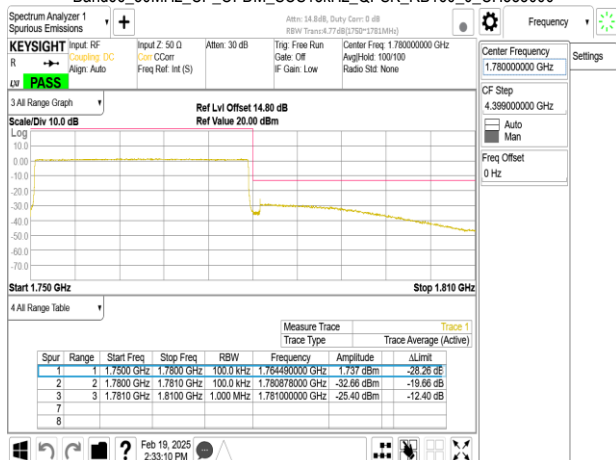 Spectrum Analyzer 1
Spurious Emissions
Attn: 14.8dB, Duty Corr: 0 dB
RBW Trans:4.77dB(1750~1781MHz)
Frequency
Settings
KEYSIGHT
R
LXI
PASS
Input: RF
Coupling: DC
Align: Auto
Input Z: 50 Ω
Corr CCorr
Freq Ref: Int (S)
Atten: 30 dB
Trig: Free Run
Gate: Off
IF Gain: Low
Center Freq: 1.780000000 GHz
Avg|Hold: 100/100
Radio Std: None
Center Frequency
1.780000000 GHz
CF Step
4.399000000 GHz
Auto
Man
Freq Offset
0 Hz
3 All Range Graph
Scale/Div 10.0 dB
Ref Lvl Offset 14.80 dB
Ref Value 20.00 dBm
Log
10.0
0.00
-10.0
-20.0
-30.0
-40.0
-50.0
-60.0
-70.0
Start 1.750 GHz
Stop 1.810 GHz
4 All Range Table
Measure Trace Trace 1
Trace Type Trace Average (Active)
Spur Range Start Freq Stop Freq RBW Frequency Amplitude ΔLimit
1 1 1.7500 GHz 1.7800 GHz 100.0 kHz 1.764490000 GHz 1.737 dBm -28.26 dB
2 2 1.7800 GHz 1.7810 GHz 100.0 kHz 1.780878000 GHz -32.66 dBm -19.66 dB
3 3 1.7810 GHz 1.8100 GHz 1.000 MHz 1.781000000 GHz -25.40 dBm -12.40 dB
7
8
Feb 19, 2025
2:33:10 PM